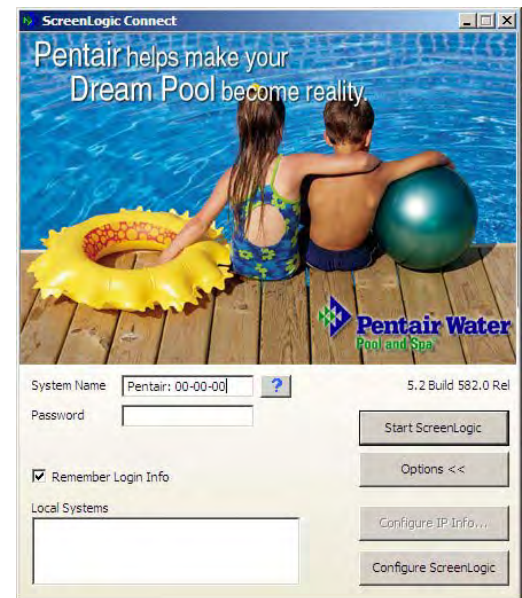 ScreenLogic Connect
Pentair helps make your
Dream Pool become reality.
Pentair Water
Pool and Spa
System Name
Pentair: 00-00-00
?
5.2 Build 582.0 Rel
Password
Start ScreenLogic
Remember Login Info
Options <<
Local Systems
Configure IP Info...
Configure ScreenLogic